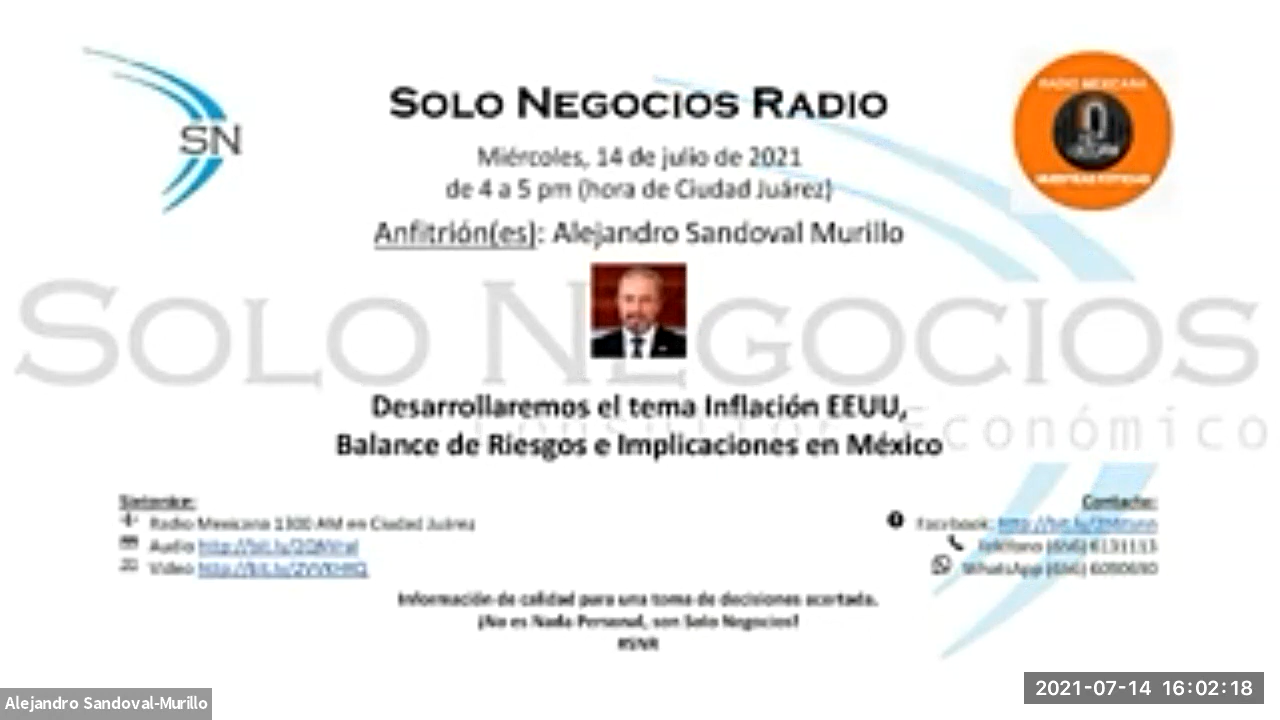 SN
SOLO NEGOCIOS RADIO
Miércoles, 14 de julio de 2021
de 4 a 5 pm (hora de Ciudad Juárez)
Anfitrión(es): Alejandro Sandoval Murillo
RADIO MEXICANA
SOLO NEGOCIOS
Económico
Desarrollaremos el tema Inflación EEUU,
Balance de Riesgos e Implicaciones en México
Radio Mexicana 1300 AM en Ciudad Juárez
Audio
Video
Contacto:
Facebook:
Teléfono (656) 6131113
WhatsApp (656)
Información de calidad para una toma de decisiones acertada.
¡No es Nada Personal, son Solo Negocios!
#SNR
Alejandro Sandoval-Murillo
2021-07-14 16:02:18